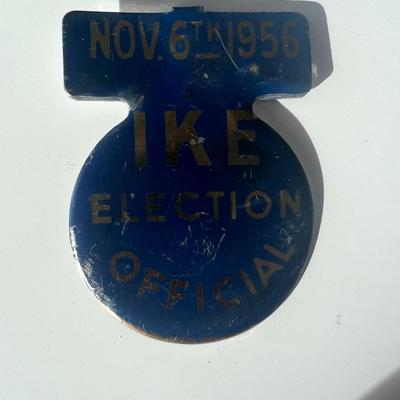 NOV. 6TH 1956
IKE
ELECTION
OFFICIAL